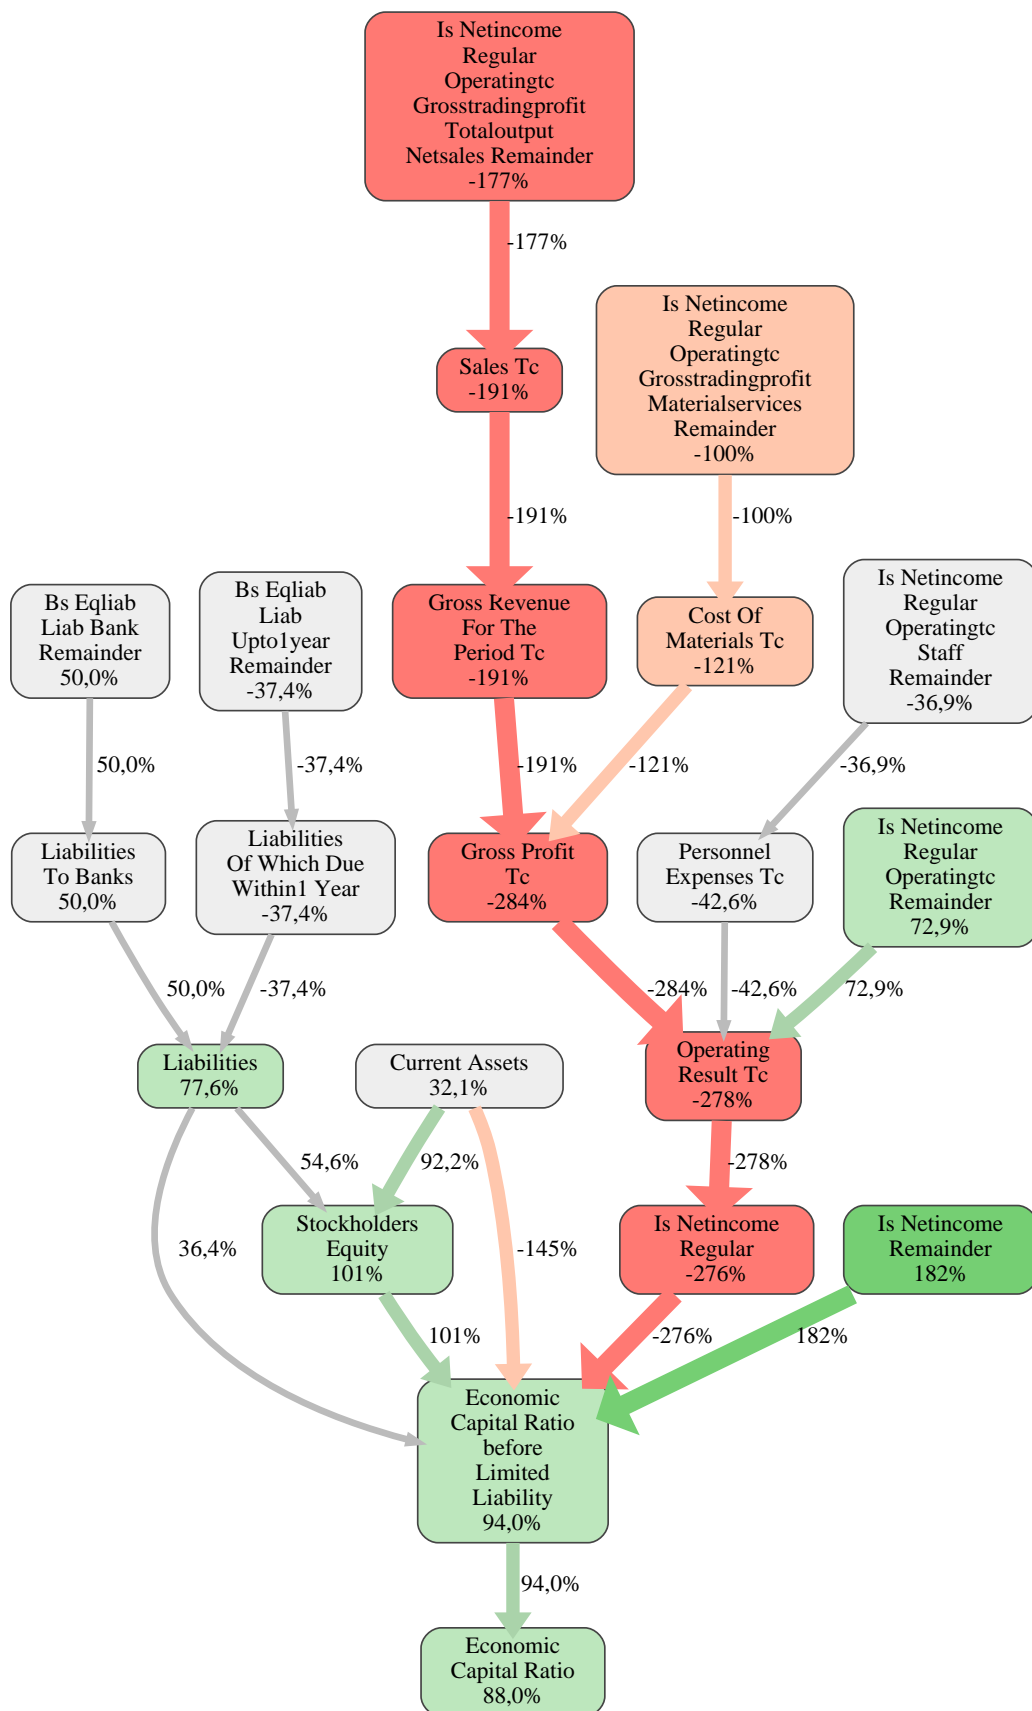 Is Netincome
Regular
Operatingtc
Grosstradingprofit
Totaloutput
Netsales Remainder
-177%
-177%
Sales Tc
-191%
Is Netincome
Regular
Operatingtc
Grosstradingprofit
Materialservices
Remainder
-100%
-191%
-100%
Bs Eqliab
Liab Bank
Remainder
50,0%
Bs Eqliab
Liab
Upto1year
Remainder
-37,4%
Gross Revenue
For The
Period Tc
-191%
Cost Of
Materials Tc
-121%
Is Netincome
Regular
Operatingtc
Staff
Remainder
-36,9%
50,0%
-37,4%
-191%
-121%
-36,9%
Liabilities
To Banks
50,0%
Liabilities
Of Which Due
Within1 Year
-37,4%
Gross Profit
Tc
-284%
Personnel
Expenses Tc
-42,6%
Is Netincome
Regular
Operatingtc
Remainder
72,9%
50,0%
-37,4%
-284%
-42,6%
72,9%
Liabilities
77,6%
Current Assets
32,1%
Operating
Result Tc
-278%
54,6%
92,2%
-278%
Stockholders
Equity
101%
Is Netincome
Regular
-276%
Is Netincome
Remainder
182%
36,4%
-145%
101%
-276%
182%
Economic
Capital Ratio
before
Limited
Liability
94,0%
94,0%
Economic
Capital Ratio
88,0%